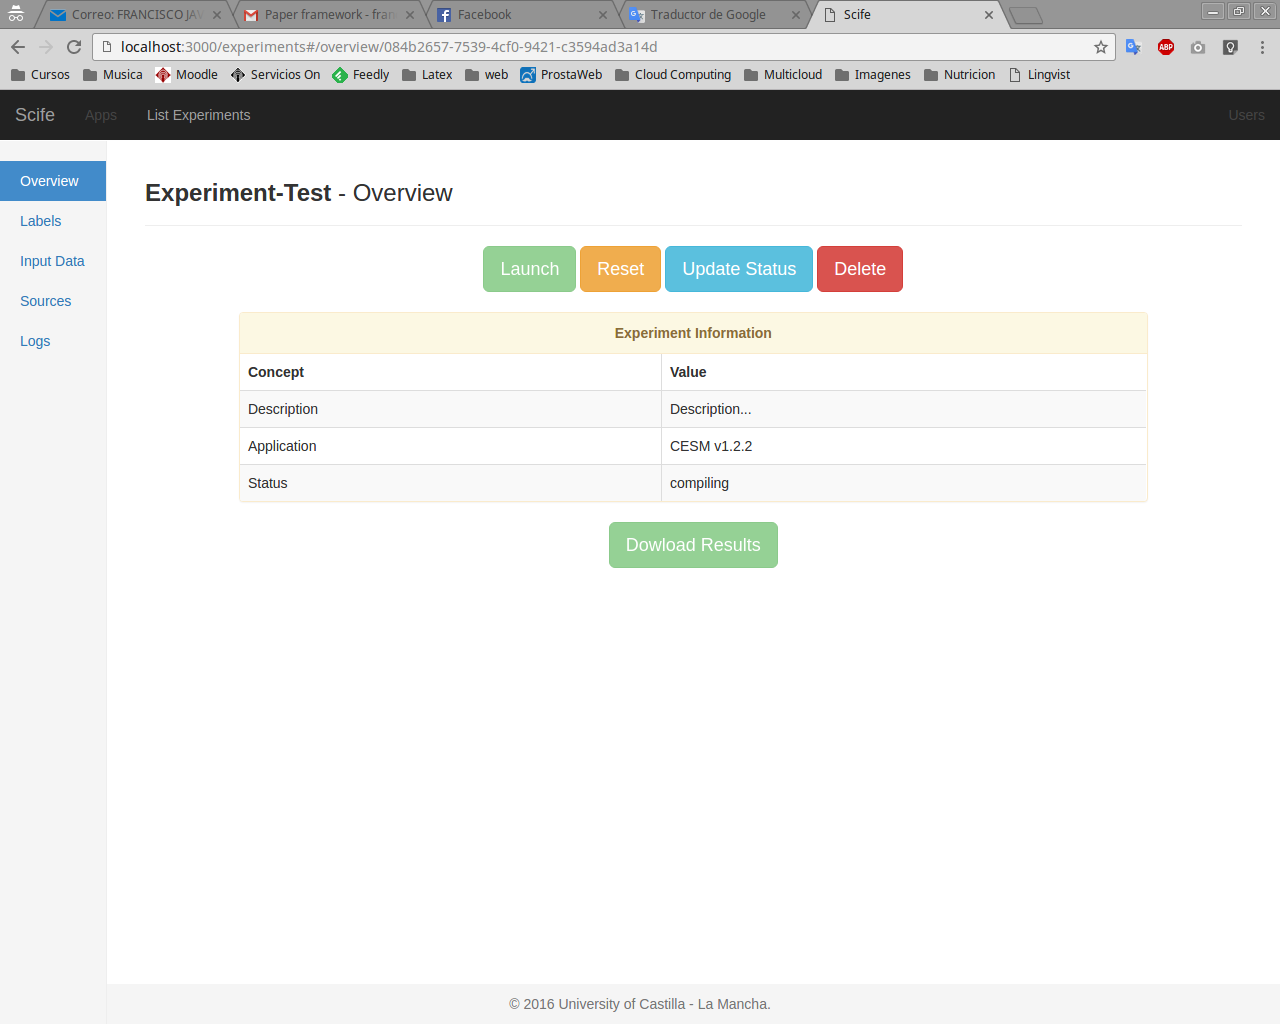 Correo: FRANCISCO JAV
Paper framework - fran
Facebook
Traductor de Google
Scife
localhost:3000/experiments#/overview/084b2657-7539-4cf0-9421-c3594ad3a14d
ABP
Cursos Musica Moodle Servicios On Feedly Latex web ProstaWeb Cloud Computing Multicloud Imagenes Nutricion Lingvist
Scife Apps List Experiments Users
Overview
Labels
Input Data
Sources
Logs
Experiment-Test - Overview
Launch Reset Update Status Delete
Experiment Information
Concept Value
Description Description...
Application CESM v1.2.2
Status compiling
Dowload Results
© 2016 University of Castilla - La Mancha.